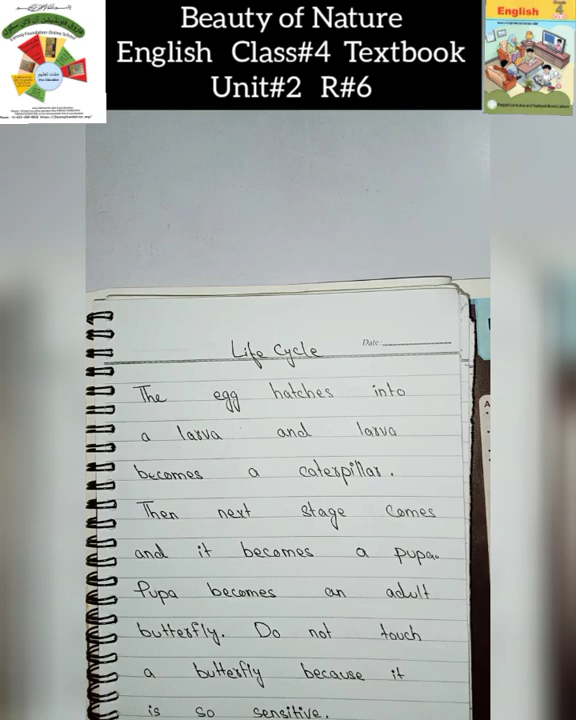 Beauty of Nature
English Class#4 Textbook
Unit#2 R#6
English
Grade
4
Life Cycle
Date:
The egg hatches into
a larva and larva
becomes a caterpillar.
Then next stage comes
and it becomes a pupa.
Pupa becomes an adult
butterfly. Do not touch
a butterfly because it
is so sensitive.